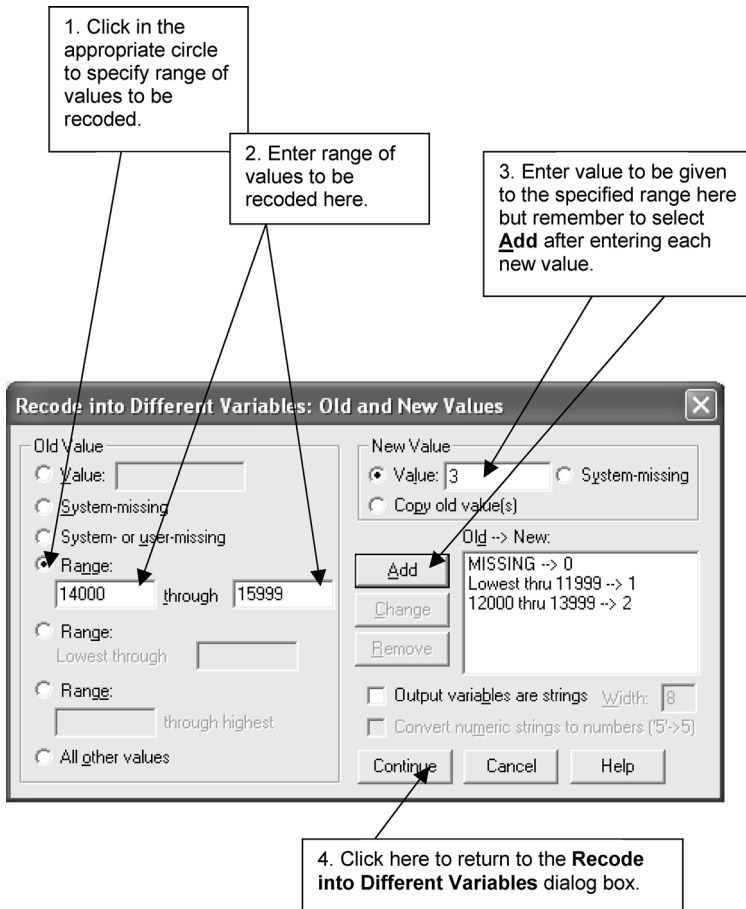 1. Click in the
appropriate circle
to specify range of
values to be
recoded.
2. Enter range of
values to be
recoded here.
3. Enter value to be given
to the specified range here
but remember to select
Add after entering each
new value.
Recode into Different Variables: Old and New Values
Old Value
Value:
System-missing
System- or user-missing
Range:
14000 through 15999
Range:
Lowest through
Range:
through highest
All other values
New Value
Value: 3 System-missing
Copy old value(s)
Old --> New:
Add
Change
Remove
MISSING --> 0
Lowest thru 11999 --> 1
12000 thru 13999 --> 2
Output variables are strings Width: 8
Convert numeric strings to numbers ('5'->5)
Continue Cancel Help
4. Click here to return to the Recode
into Different Variables dialog box.